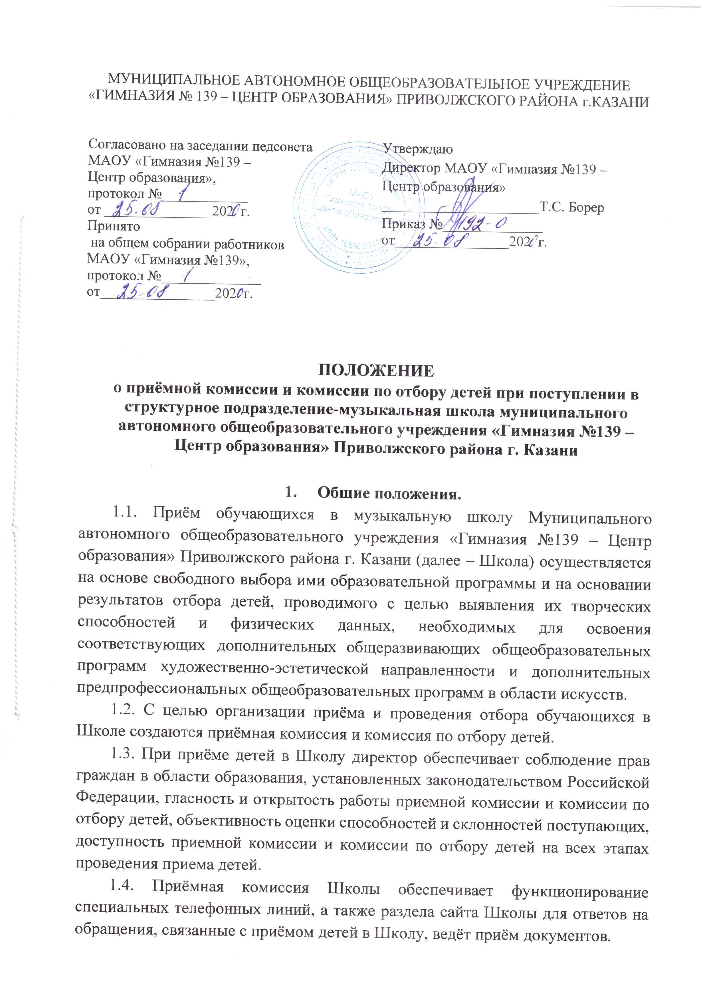 МУНИЦИПАЛЬНОЕ АВТОНОМНОЕ ОБЩЕОБРАЗОВАТЕЛЬНОЕ УЧРЕЖДЕНИЕ
«ГИМНАЗИЯ № 139 – ЦЕНТР ОБРАЗОВАНИЯ» ПРИВОЛЖСКОГО РАЙОНА г.КАЗАНИ
Согласовано на заседании педсовета
МАОУ «Гимназия №139 –
Центр образования»,
протокол № 1
от 25.08 2020 г.
Принято
на общем собрании работников
МАОУ «Гимназия №139»,
протокол № 1
от 25.08 2020 г.
МАОУ
"Гимназия №139 -
Центр образования"
ИНН 1659003119
Утверждаю
Директор МАОУ «Гимназия №139 –
Центр образования»
Т.С. Борер
Приказ № 192-О
от 25.08 2020 г.
ПОЛОЖЕНИЕ
о приёмной комиссии и комиссии по отбору детей при поступлении в
структурное подразделение-музыкальная школа муниципального
автономного общеобразовательного учреждения «Гимназия №139 –
Центр образования» Приволжского района г. Казани
1. Общие положения.
1.1. Приём обучающихся в музыкальную школу Муниципального
автономного общеобразовательного учреждения «Гимназия №139 – Центр
образования» Приволжского района г. Казани (далее – Школа) осуществляется
на основе свободного выбора ими образовательной программы и на основании
результатов отбора детей, проводимого с целью выявления их творческих
способностей и физических данных, необходимых для освоения
соответствующих дополнительных общеразвивающих общеобразовательных
программ художественно-эстетической направленности и дополнительных
предпрофессиональных общеобразовательных программ в области искусств.
1.2. С целью организации приёма и проведения отбора обучающихся в
Школе создаются приёмная комиссия и комиссия по отбору детей.
1.3. При приёме детей в Школу директор обеспечивает соблюдение прав
граждан в области образования, установленных законодательством Российской
Федерации, гласность и открытость работы приемной комиссии и комиссии по
отбору детей, объективность оценки способностей и склонностей поступающих,
доступность приемной комиссии и комиссии по отбору детей на всех этапах
проведения приема детей.
1.4. Приёмная комиссия Школы обеспечивает функционирование
специальных телефонных линий, а также раздела сайта Школы для ответов на
обращения, связанные с приёмом детей в Школу, ведёт приём документов.